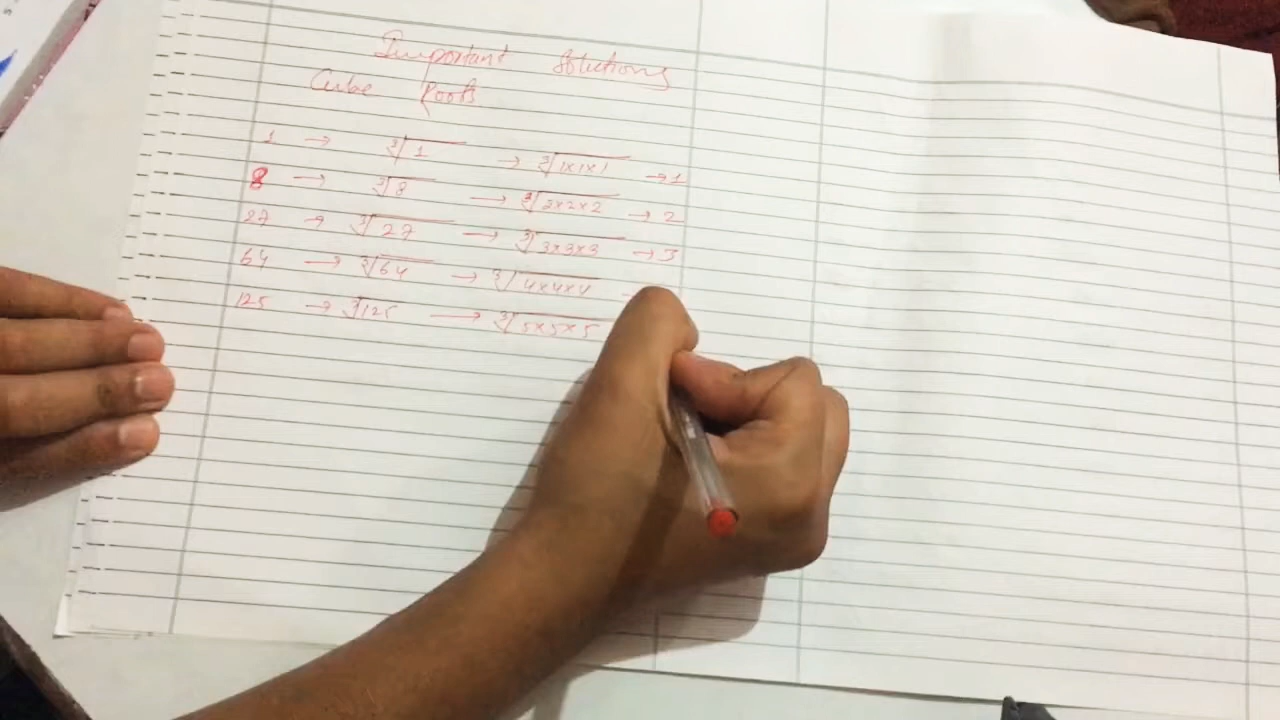 Important Solutions
Cube Roots
1 → ∛1 → ∛1×1×1 → 1
8 → ∛8 → ∛2×2×2 → 2
27 → ∛27 → ∛3×3×3 → 3
64 → ∛64 → ∛4×4×4
125 → ∛125 → ∛5×5×5